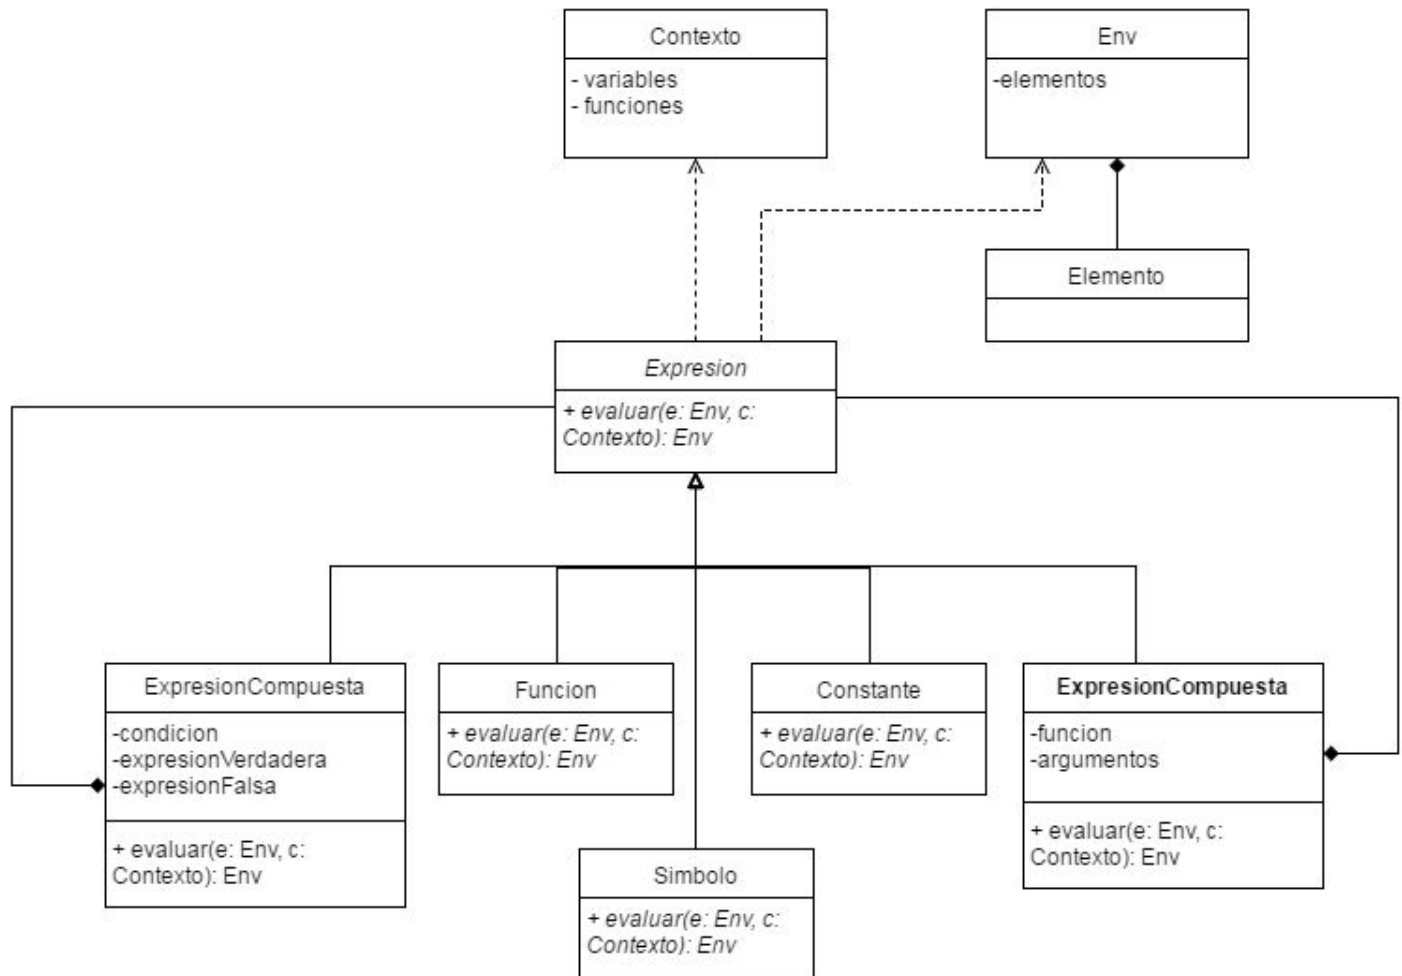 Contexto
- variables
- funciones
Env
-elementos
Elemento
Expresion
+ evaluar(e: Env, c:
Contexto): Env
ExpresionCompuesta
-condicion
-expresionVerdadera
-expresionFalsa
+ evaluar(e: Env, c:
Contexto): Env
Funcion
+ evaluar(e: Env, c:
Contexto): Env
Constante
+ evaluar(e: Env, c:
Contexto): Env
ExpresionCompuesta
-funcion
-argumentos
+ evaluar(e: Env, c:
Contexto): Env
Simbolo
+ evaluar(e: Env, c:
Contexto): Env